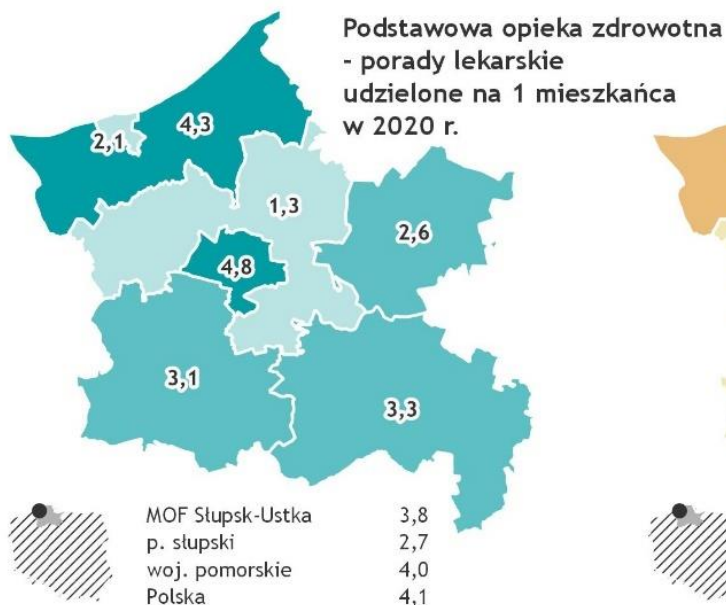 Podstawowa opieka zdrowotna
- porady lekarskie
udzielone na 1 mieszkańca
w 2020 r.
4,3
2,1
1,3
2,6
4,8
3,1
3,3
MOF Słupsk-Ustka 3,8
p. słupski 2,7
woj. pomorskie 4,0
Polska 4,1